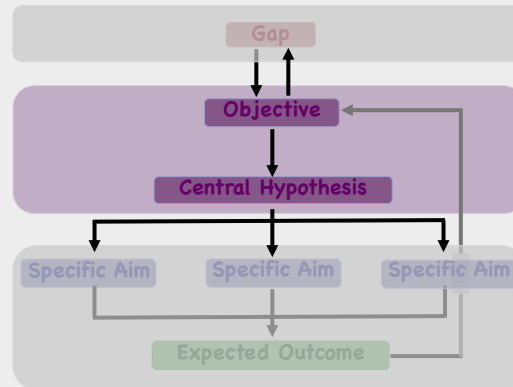 Gap
Objective
Central Hypothesis
Specific Aim Specific Aim Specific Aim
Expected Outcome